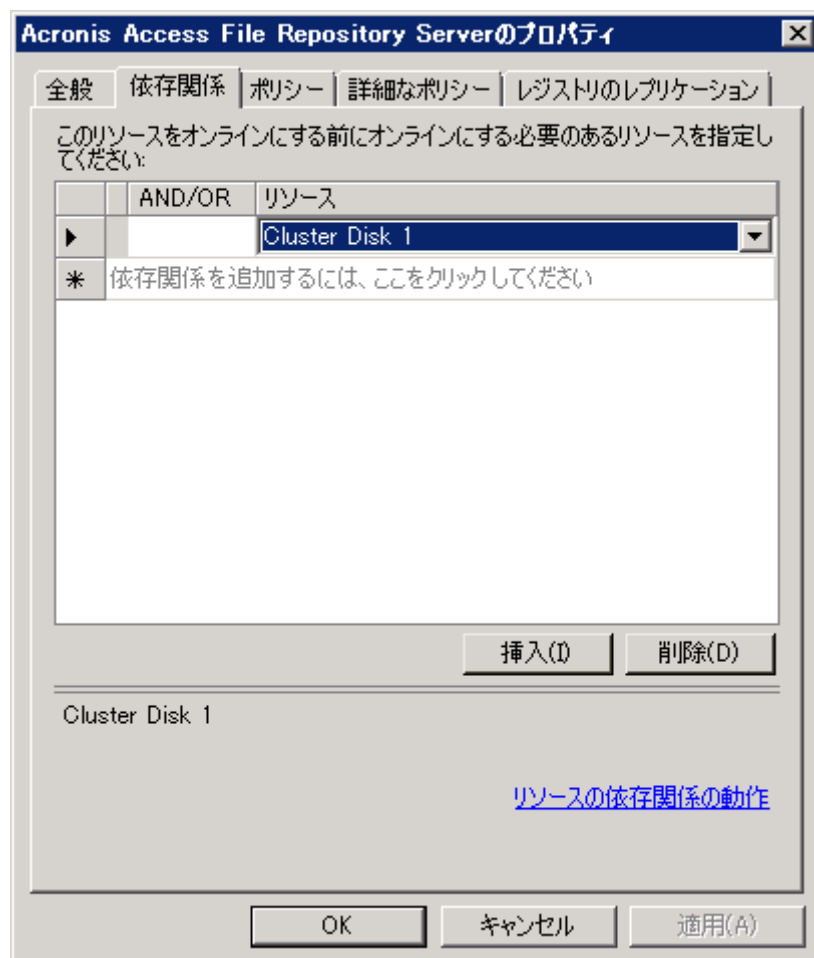 Acronis Access File Repository Serverのプロパティ
全般 依存関係 ポリシー 詳細なポリシー レジストリのレプリケーション
このリソースをオンラインにする前にオンラインにする必要のあるリソースを指定し
てください:
AND/OR リソース
Cluster Disk 1
* 依存関係を追加するには、ここをクリックしてください
挿入(I) 削除(D)
Cluster Disk 1
リソースの依存関係の動作
OK キャンセル 適用(A)